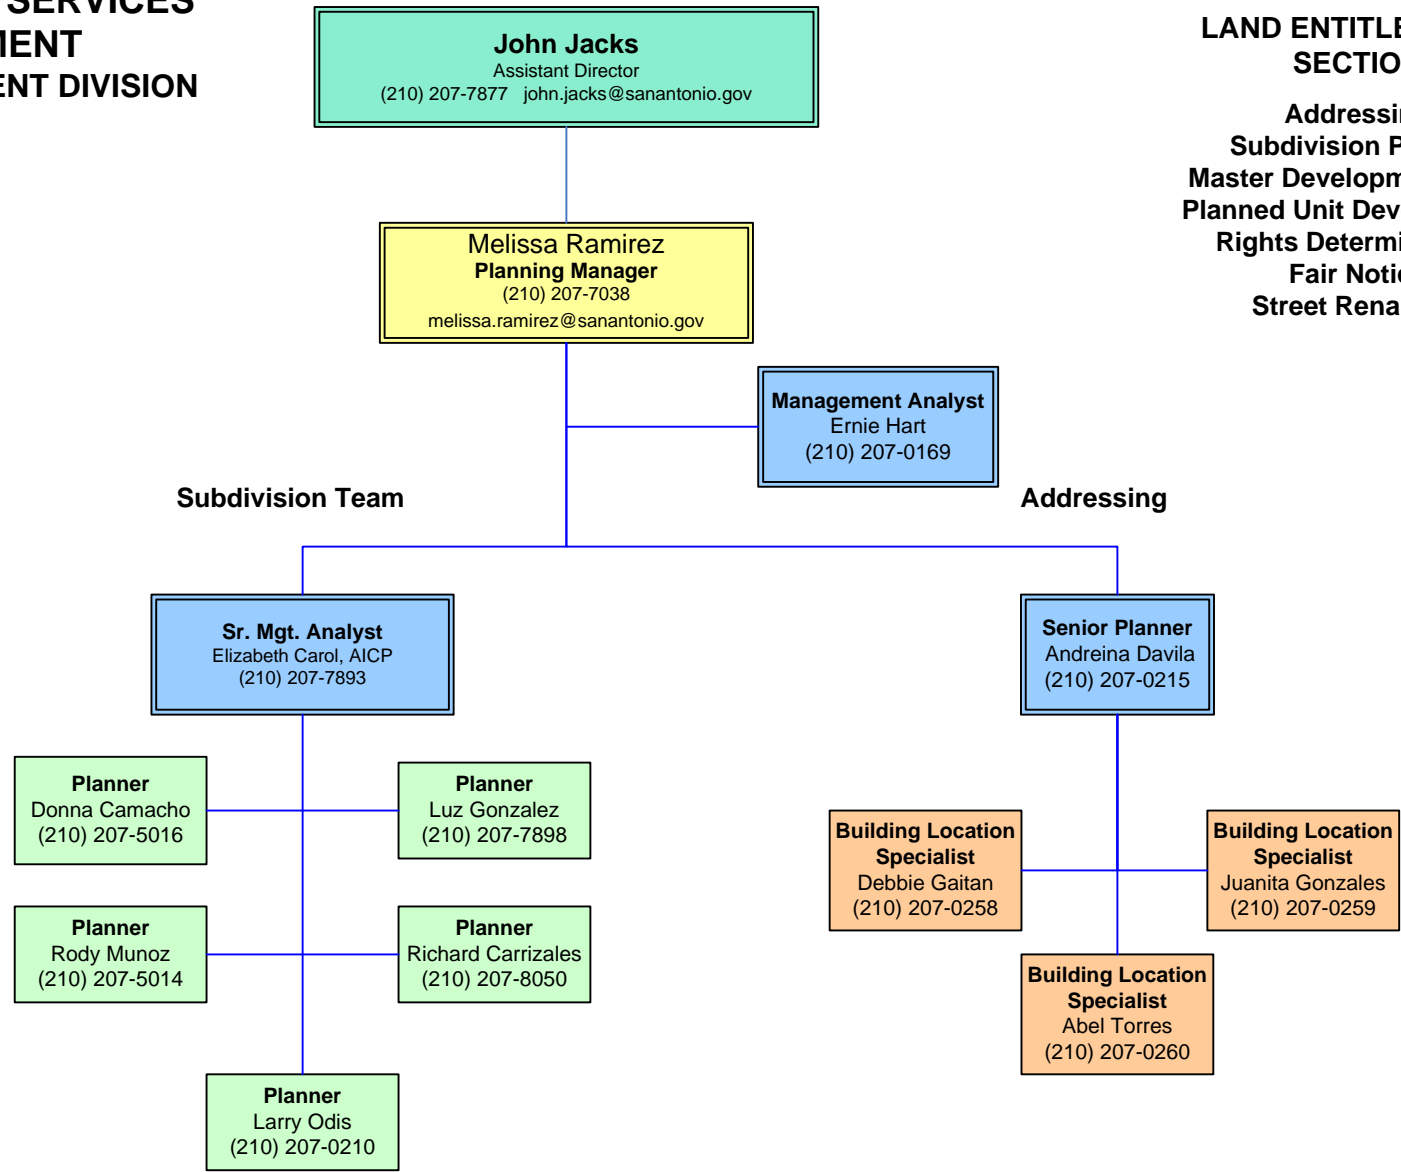 SERVICES
MENT
ENT DIVISION
John Jacks
Assistant Director
(210) 207-7877 john.jacks@sanantonio.gov
LAND ENTITLE
SECTIO
Addressi
Subdivision P
Master Developm
Planned Unit Dev
Rights Determi
Fair Noti
Street Rena
Melissa Ramirez
Planning Manager
(210) 207-7038
melissa.ramirez@sanantonio.gov
Management Analyst
Ernie Hart
(210) 207-0169
Subdivision Team
Addressing
Sr. Mgt. Analyst
Elizabeth Carol, AICP
(210) 207-7893
Senior Planner
Andreina Davila
(210) 207-0215
Planner
Donna Camacho
(210) 207-5016
Planner
Luz Gonzalez
(210) 207-7898
Building Location
Specialist
Debbie Gaitan
(210) 207-0258
Building Location
Specialist
Juanita Gonzales
(210) 207-0259
Planner
Rody Munoz
(210) 207-5014
Planner
Richard Carrizales
(210) 207-8050
Building Location
Specialist
Abel Torres
(210) 207-0260
Planner
Larry Odis
(210) 207-0210